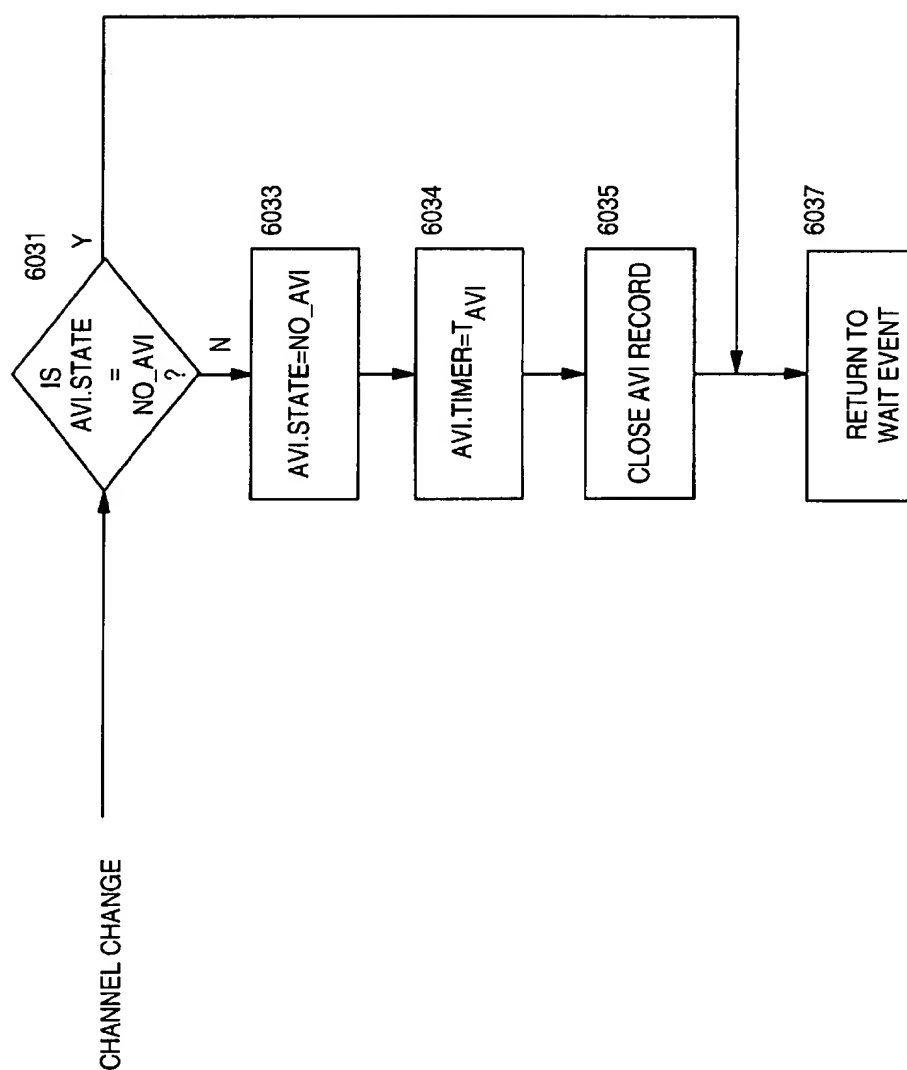 CHANNEL CHANGE
6031
IS
AVI.STATE
=
NO_AVI
?
Y
N
6033
AVI.STATE=NO_AVI
6034
AVI.TIMER=T_AVI
6035
CLOSE AVI RECORD
6037
RETURN TO
WAIT EVENT